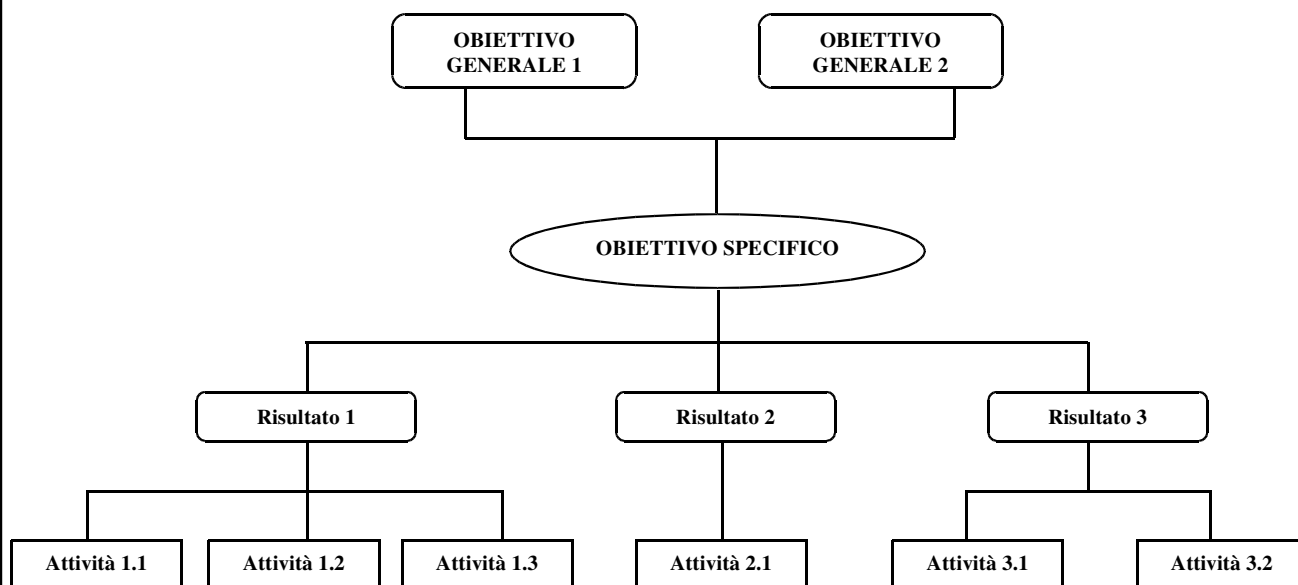 OBIETTIVO
GENERALE 1
OBIETTIVO
GENERALE 2
OBIETTIVO SPECIFICO
Risultato 1
Risultato 2
Risultato 3
Attività 1.1
Attività 1.2
Attività 1.3
Attività 2.1
Attività 3.1
Attività 3.2